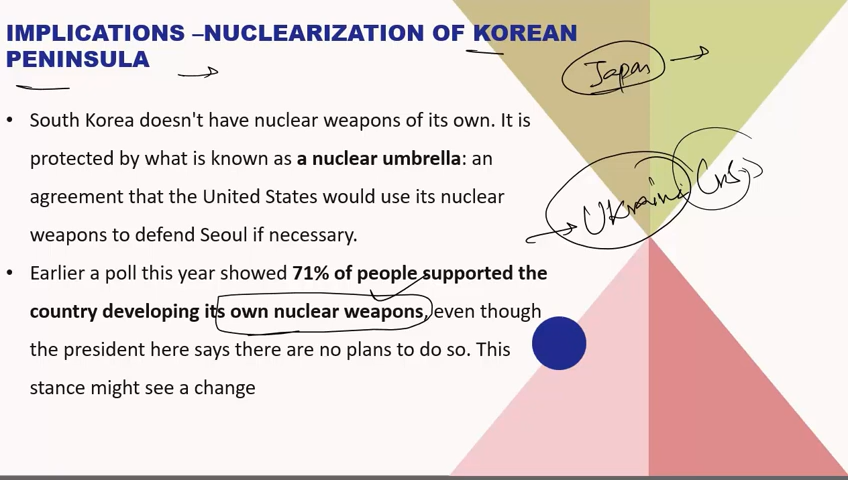 IMPLICATIONS –NUCLEARIZATION OF KOREAN
PENINSULA
Japan
Ukraine Crisis
• South Korea doesn't have nuclear weapons of its own. It is
protected by what is known as a nuclear umbrella: an
agreement that the United States would use its nuclear
weapons to defend Seoul if necessary.
• Earlier a poll this year showed 71% of people supported the
country developing its own nuclear weapons, even though
the president here says there are no plans to do so. This
stance might see a change